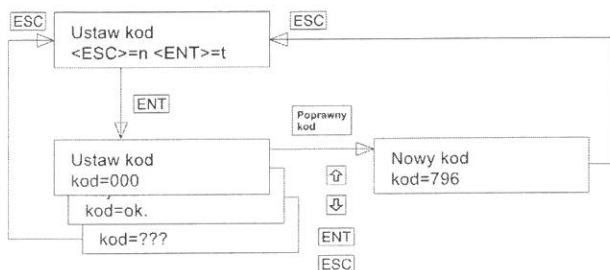 ESC
ESC
Ustaw kod
<ESC>=n <ENT>=t
ENT
Poprawny
kod
Ustaw kod
kod=000
kod=ok.
kod=???
Nowy kod
kod=796
⇧
⇩
ENT
ESC